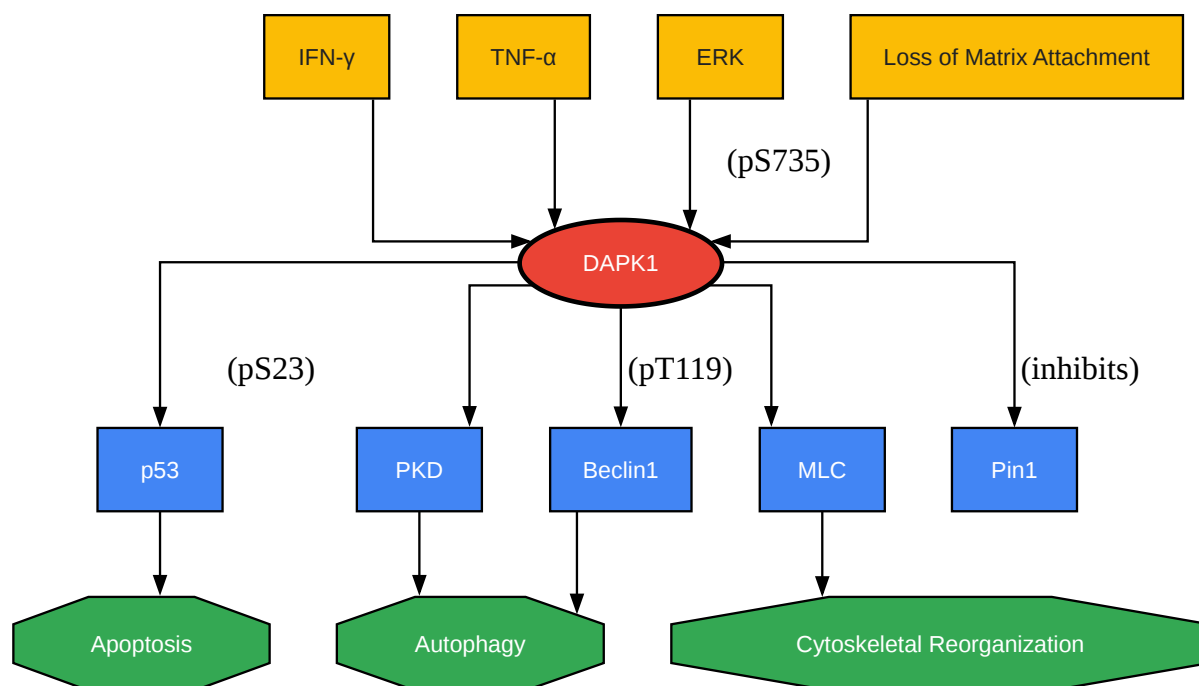 IFN-γ
TNF-α
ERK
Loss of Matrix Attachment
(pS735)
DAPK1
(pS23)
(pT119)
(inhibits)
p53
PKD
Beclin1
MLC
Pin1
Apoptosis
Autophagy
Cytoskeletal Reorganization